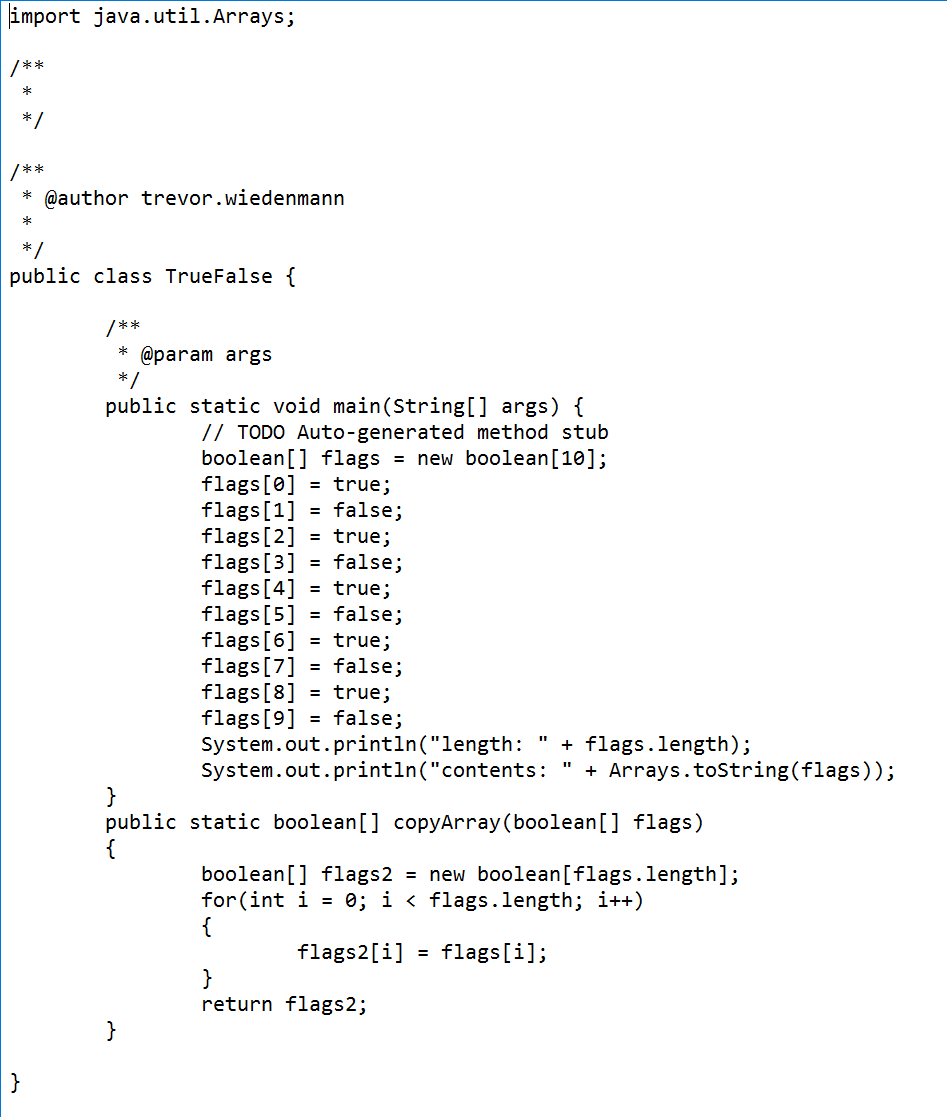 import java.util.Arrays;
/**
 *
 */
/**
 * @author trevor.wiedenmann
 *
 */
public class TrueFalse {
        /**
         * @param args
         */
        public static void main(String[] args) {
                // TODO Auto-generated method stub
                boolean[] flags = new boolean[10];
                flags[0] = true;
                flags[1] = false;
                flags[2] = true;
                flags[3] = false;
                flags[4] = true;
                flags[5] = false;
                flags[6] = true;
                flags[7] = false;
                flags[8] = true;
                flags[9] = false;
                System.out.println("length: " + flags.length);
                System.out.println("contents: " + Arrays.toString(flags));
        }
        public static boolean[] copyArray(boolean[] flags)
        {
                boolean[] flags2 = new boolean[flags.length];
                for(int i = 0; i < flags.length; i++)
                {
                        flags2[i] = flags[i];
                }
                return flags2;
        }
}